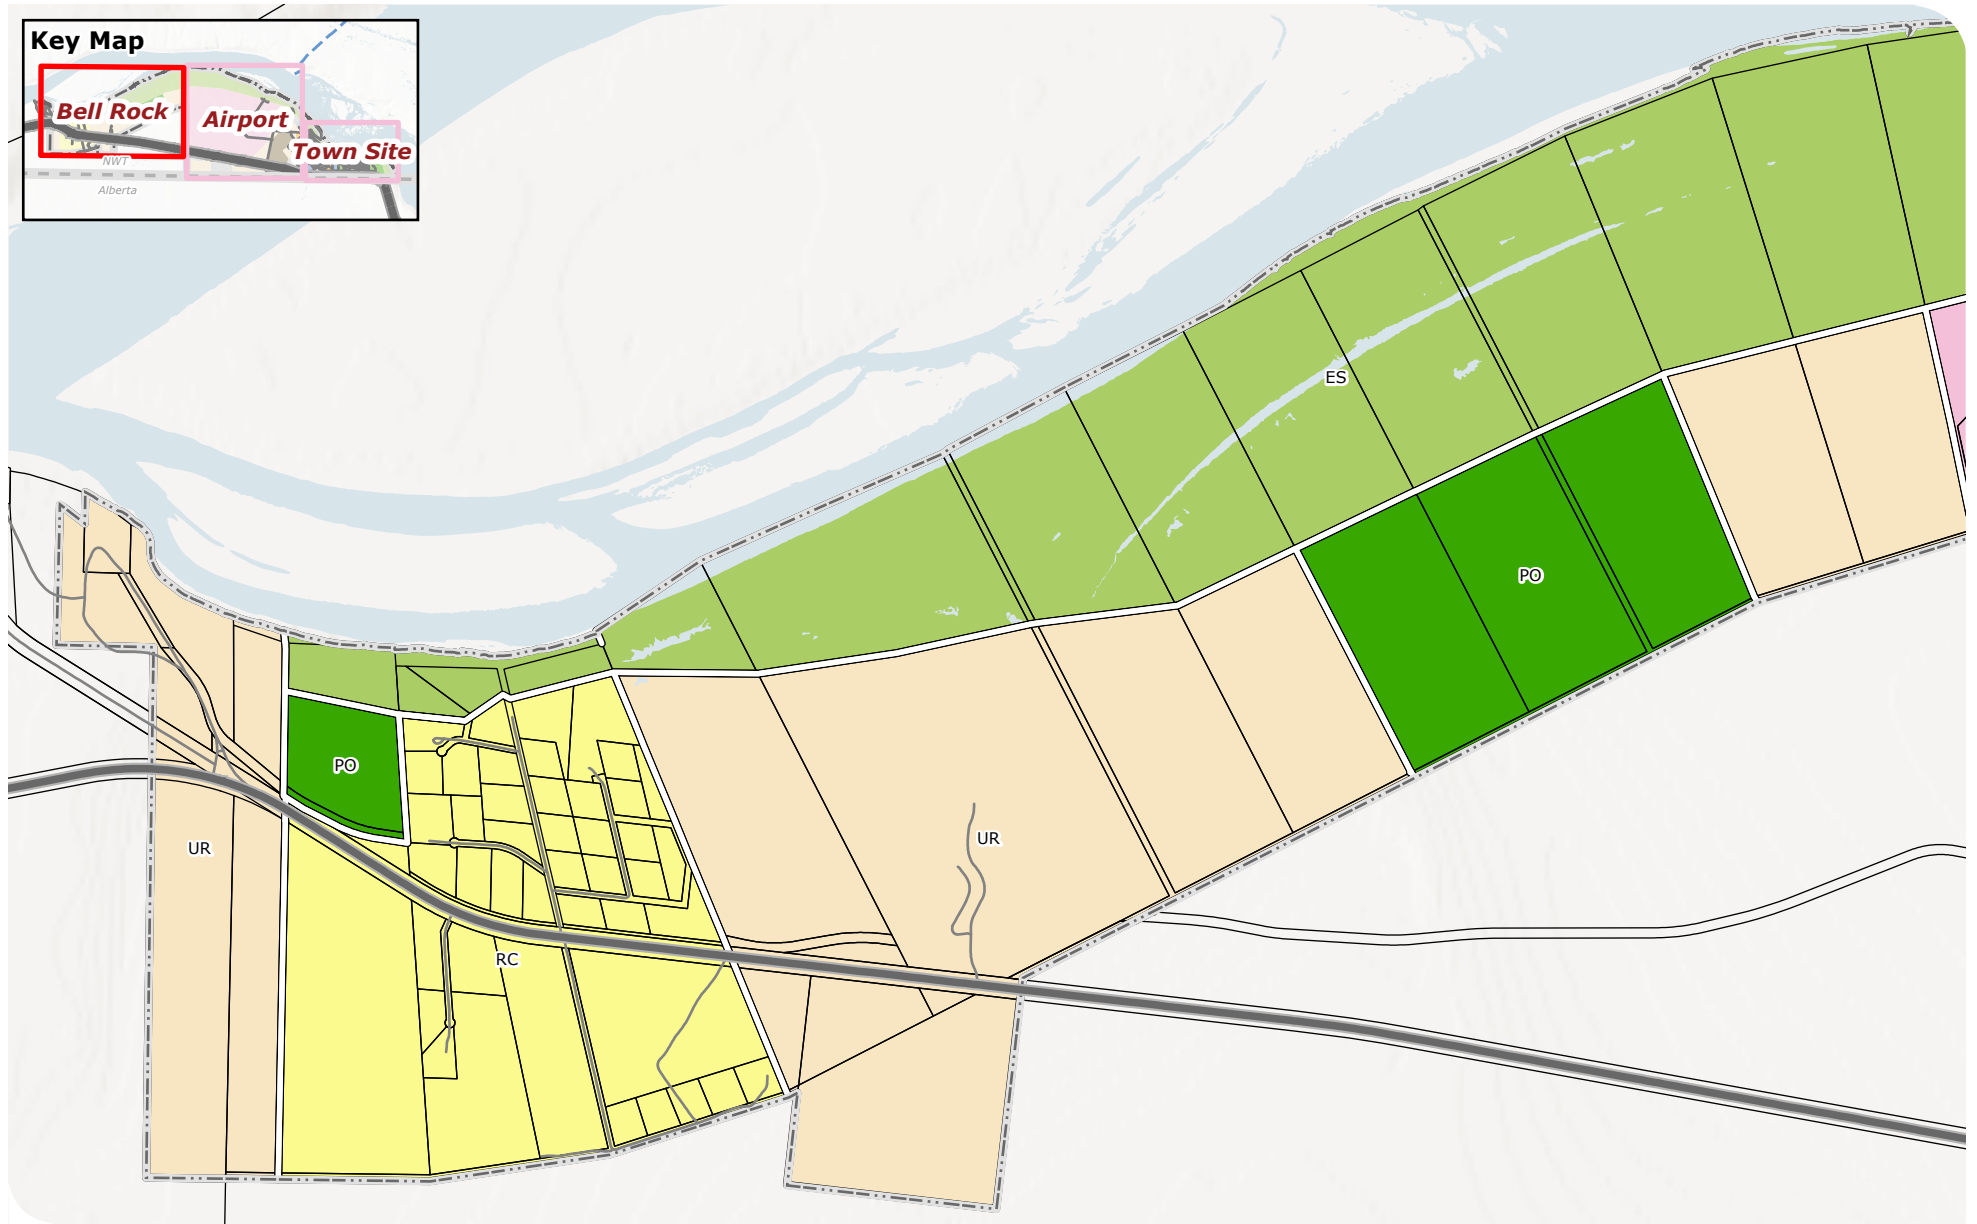 Key Map
Bell Rock
Airport
Town Site
NWT
Alberta
ES
PO
PO
UR
UR
RC